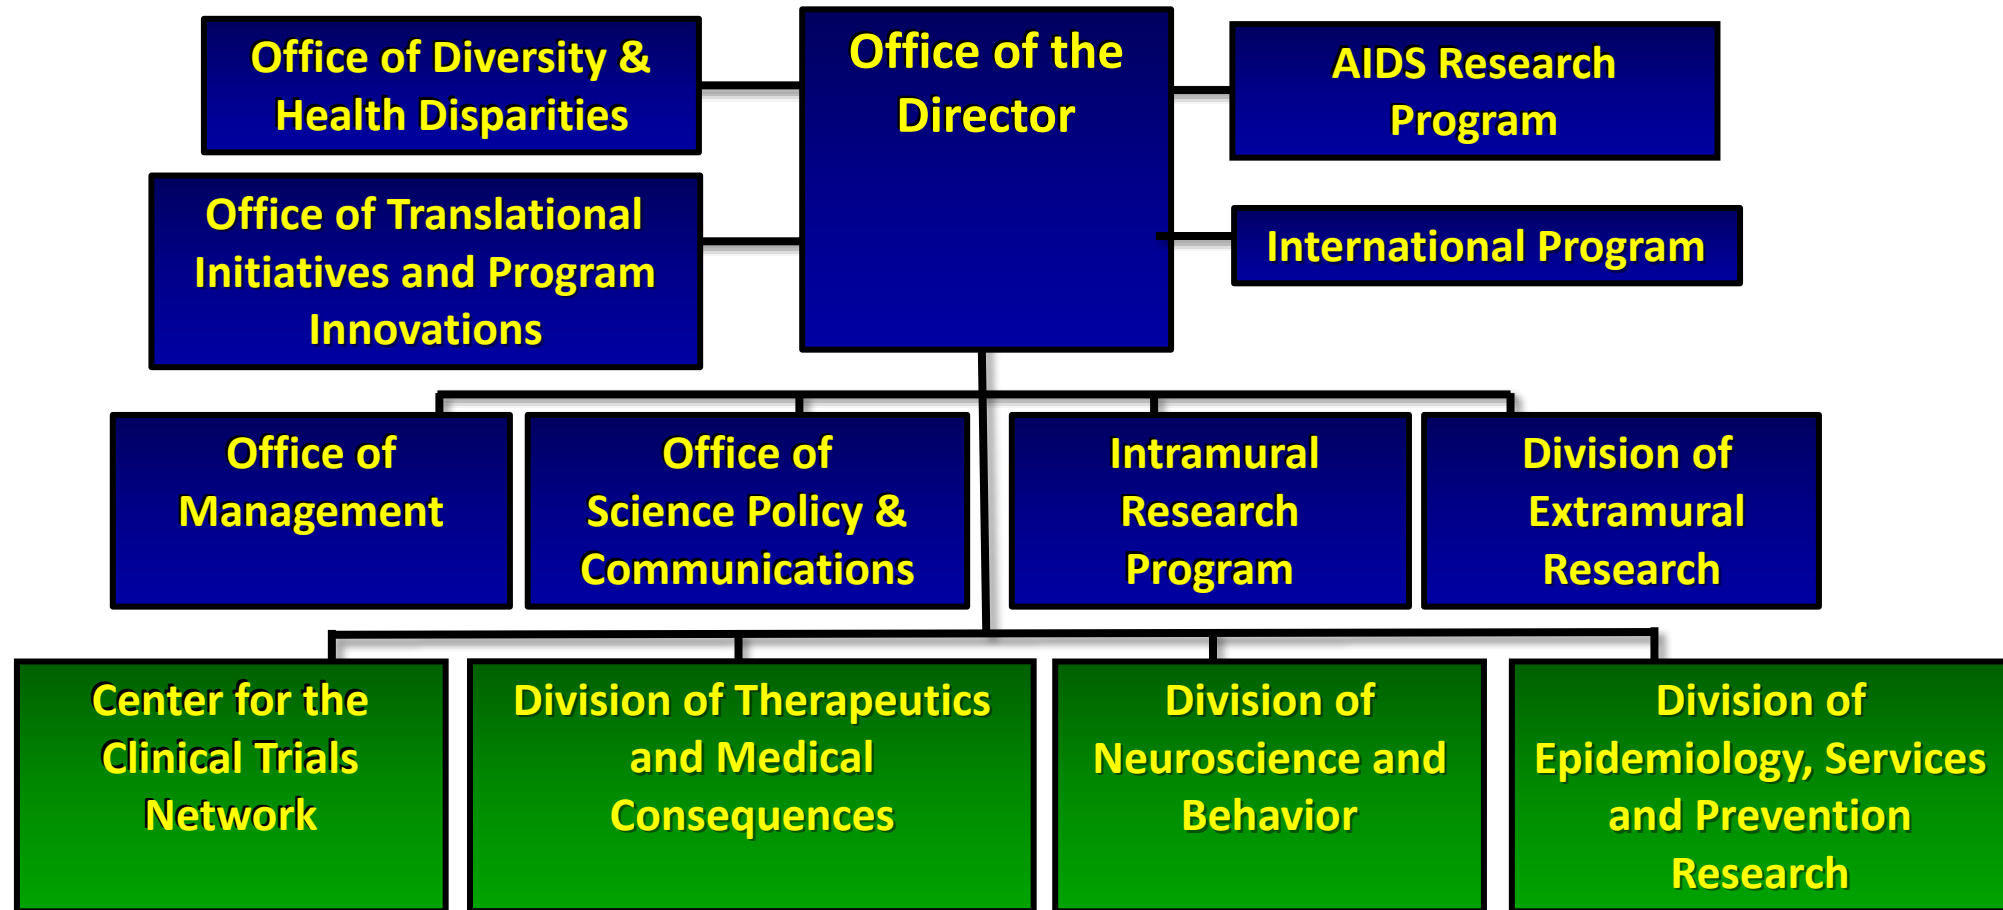 Office of Diversity &
Health Disparities
Office of the
Director
AIDS Research
Program
Office of Translational
Initiatives and Program
Innovations
International Program
Office of
Management
Office of
Science Policy &
Communications
Intramural
Research
Program
Division of
Extramural
Research
Center for the
Clinical Trials
Network
Division of Therapeutics
and Medical
Consequences
Division of
Neuroscience and
Behavior
Division of
Epidemiology, Services
and Prevention
Research